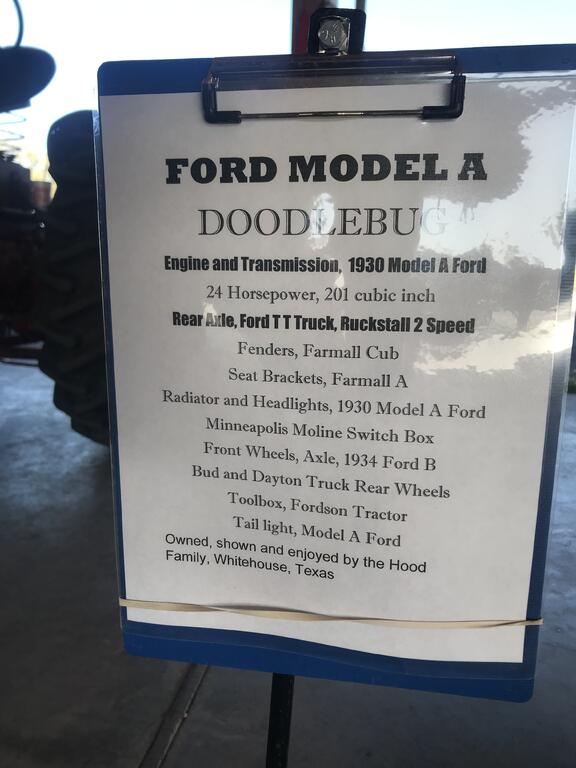 FORD MODEL A
DOODLEBUG
Engine and Transmission, 1930 Model A Ford
24 Horsepower, 201 cubic inch
Rear Axle, Ford T T Truck, Ruckstall 2 Speed
Fenders, Farmall Cub
Seat Brackets, Farmall A
Radiator and Headlights, 1930 Model A Ford
Minneapolis Moline Switch Box
Front Wheels, Axle, 1934 Ford B
Bud and Dayton Truck Rear Wheels
Toolbox, Fordson Tractor
Tail light, Model A Ford
Owned, shown and enjoyed by the Hood
Family, Whitehouse, Texas